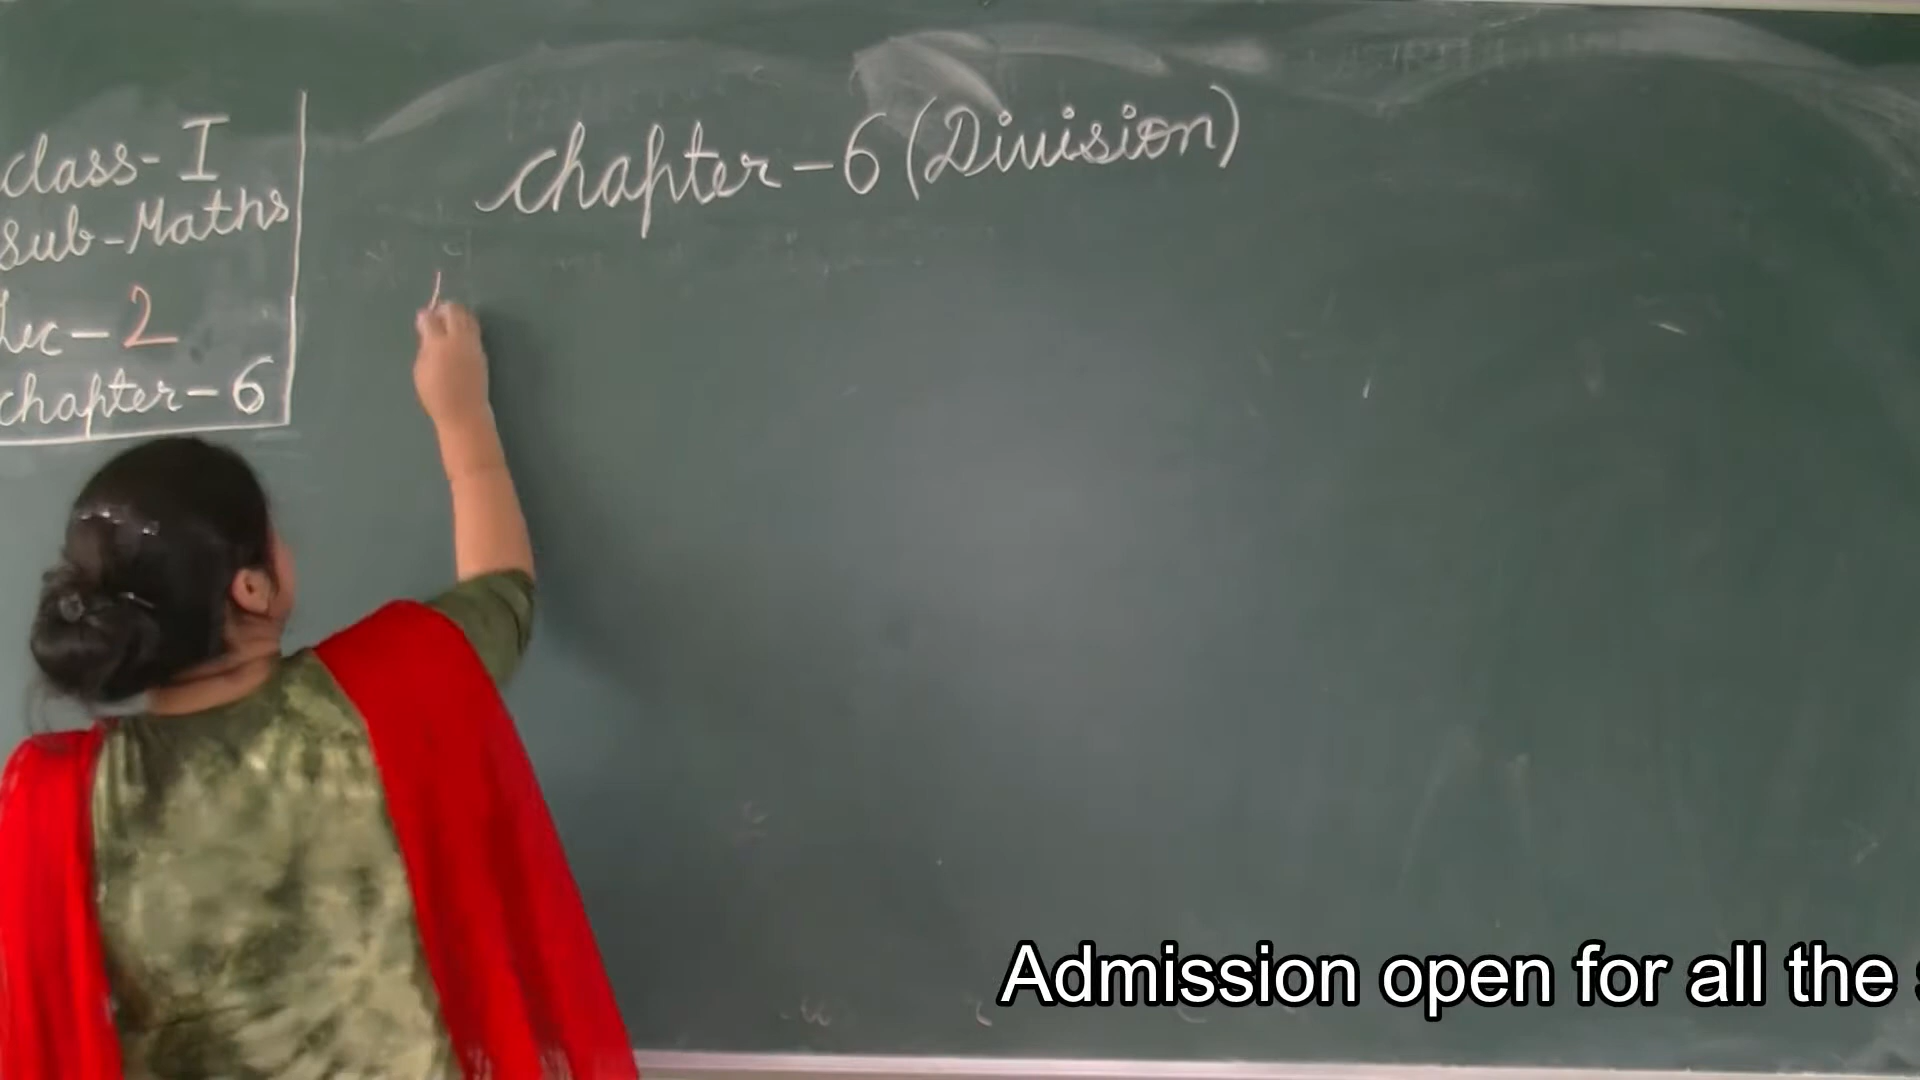 class-I
Sub-Maths
Lec-2
chapter-6
chapter-6 (Division)
Admission open for all the